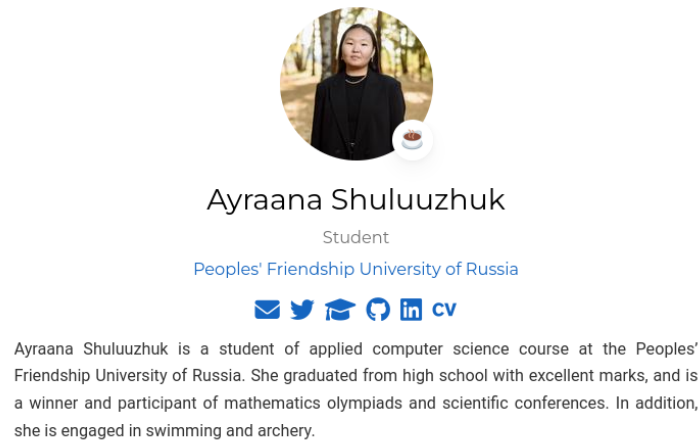 Ayraana Shuluuzhuk
Student
Peoples' Friendship University of Russia
CV
Ayraana Shuluuzhuk is a student of applied computer science course at the Peoples’
Friendship University of Russia. She graduated from high school with excellent marks, and is
a winner and participant of mathematics olympiads and scientific conferences. In addition,
she is engaged in swimming and archery.